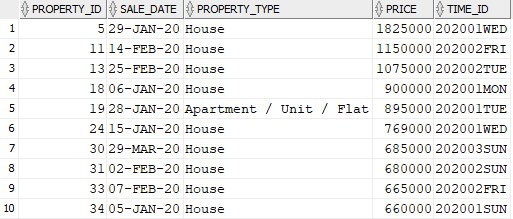 PROPERTY_ID SALE_DATE PROPERTY_TYPE PRICE TIME_ID
1 5 29-JAN-20 House 1825000 202001WED
2 11 14-FEB-20 House 1150000 202002FRI
3 13 25-FEB-20 House 1075000 202002TUE
4 18 06-JAN-20 House 900000 202001MON
5 19 28-JAN-20 Apartment / Unit / Flat 895000 202001TUE
6 24 15-JAN-20 House 769000 202001WED
7 30 29-MAR-20 House 685000 202003SUN
8 31 02-FEB-20 House 680000 202002SUN
9 33 07-FEB-20 House 665000 202002FRI
10 34 05-JAN-20 House 660000 202001SUN